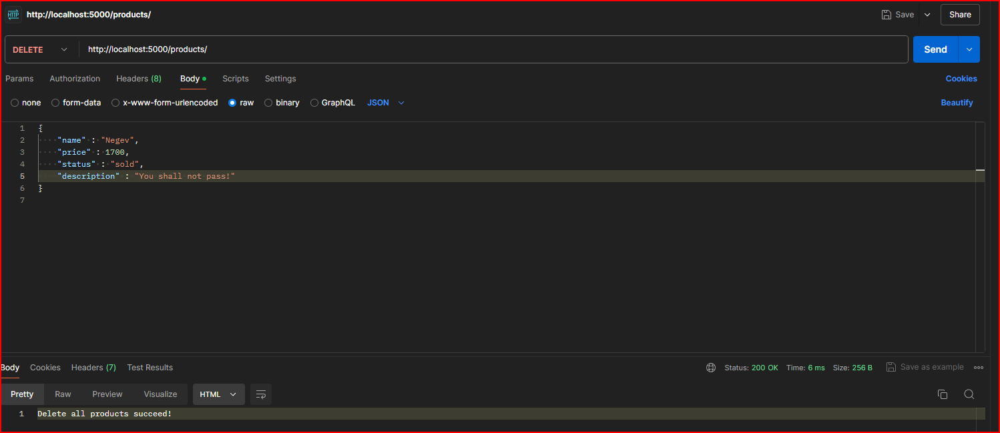 HTTP http://localhost:5000/products/ Save Share
DELETE http://localhost:5000/products/ Send
Params Authorization Headers (8) Body Scripts Settings Cookies
none form-data x-www-form-urlencoded raw binary GraphQL JSON Beautify
1 {
2 "name" : "Negev",
3 "price" : 1700,
4 "status" : "sold",
5 "description" : "You shall not pass!"
6 }
7
Body Cookies Headers (7) Test Results Status: 200 OK Time: 6 ms Size: 256 B Save as example
Pretty Raw Preview Visualize HTML
1 Delete all products succeed!